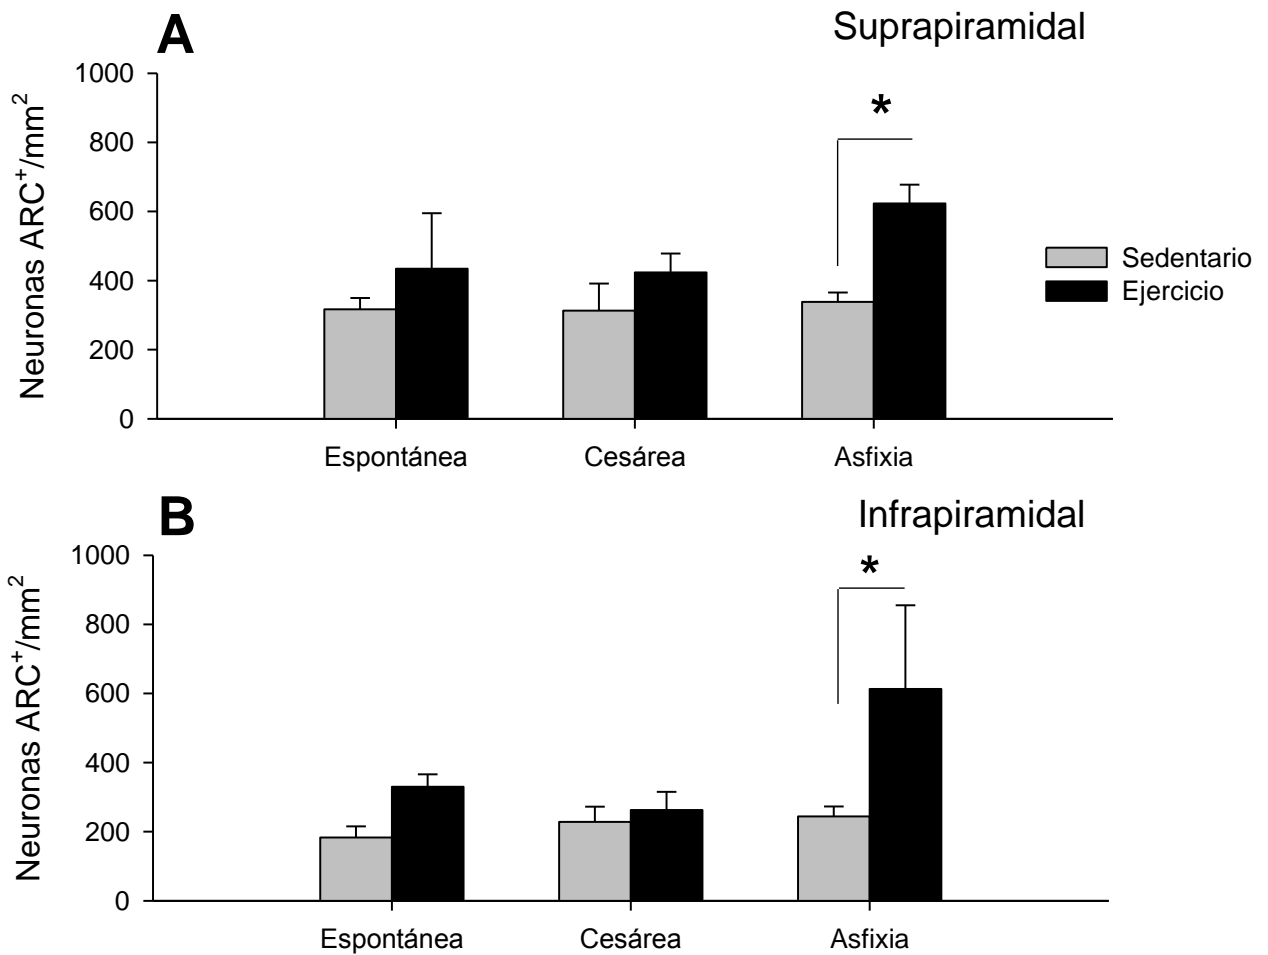 A
Suprapiramidal
Neuronas ARC⁺/mm²
1000
800
600
400
200
0
*
Sedentario
Ejercicio
Espontánea Cesárea Asfixia
B
Infrapiramidal
Neuronas ARC⁺/mm²
1000
800
600
400
200
0
*
Espontánea Cesárea Asfixia